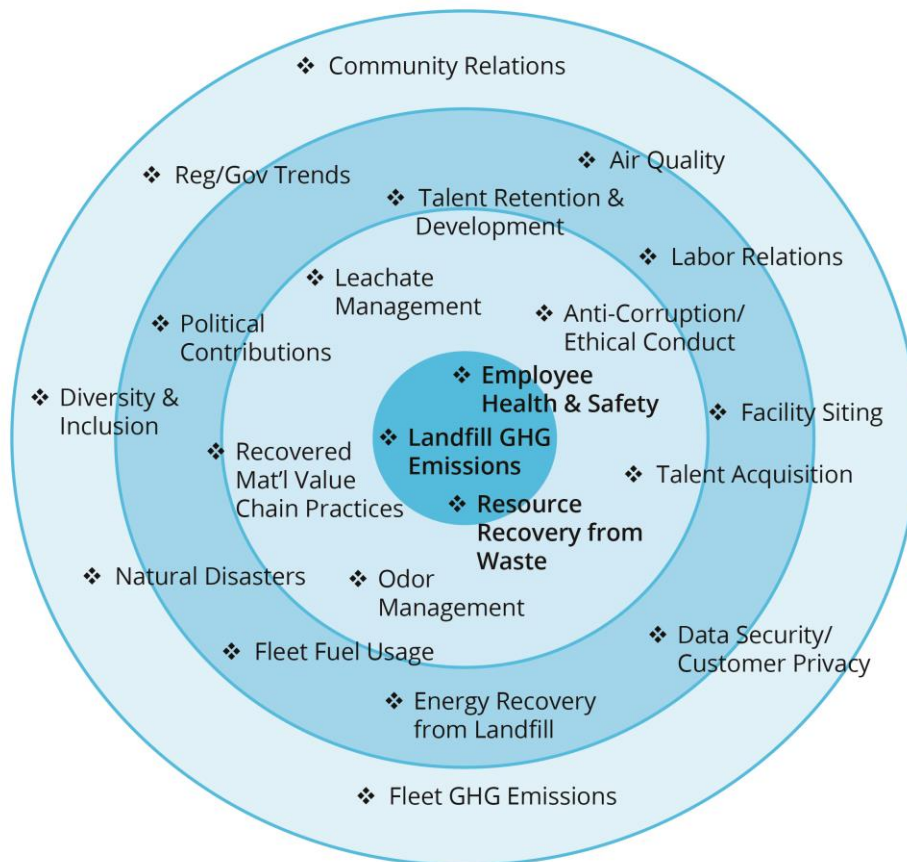 ❖ Community Relations
❖ Air Quality
❖ Reg/Gov Trends
❖ Talent Retention &
Development
❖ Labor Relations
❖ Leachate
Management
❖ Anti-Corruption/
Ethical Conduct
❖ Political
Contributions
❖ Employee
Health & Safety
❖ Diversity &
Inclusion
❖ Facility Siting
❖ Landfill GHG
Emissions
❖ Recovered
Mat'l Value
Chain Practices
❖ Talent Acquisition
❖ Resource
Recovery from
Waste
❖ Natural Disasters
❖ Odor
Management
❖ Data Security/
Customer Privacy
❖ Fleet Fuel Usage
❖ Energy Recovery
from Landfill
❖ Fleet GHG Emissions